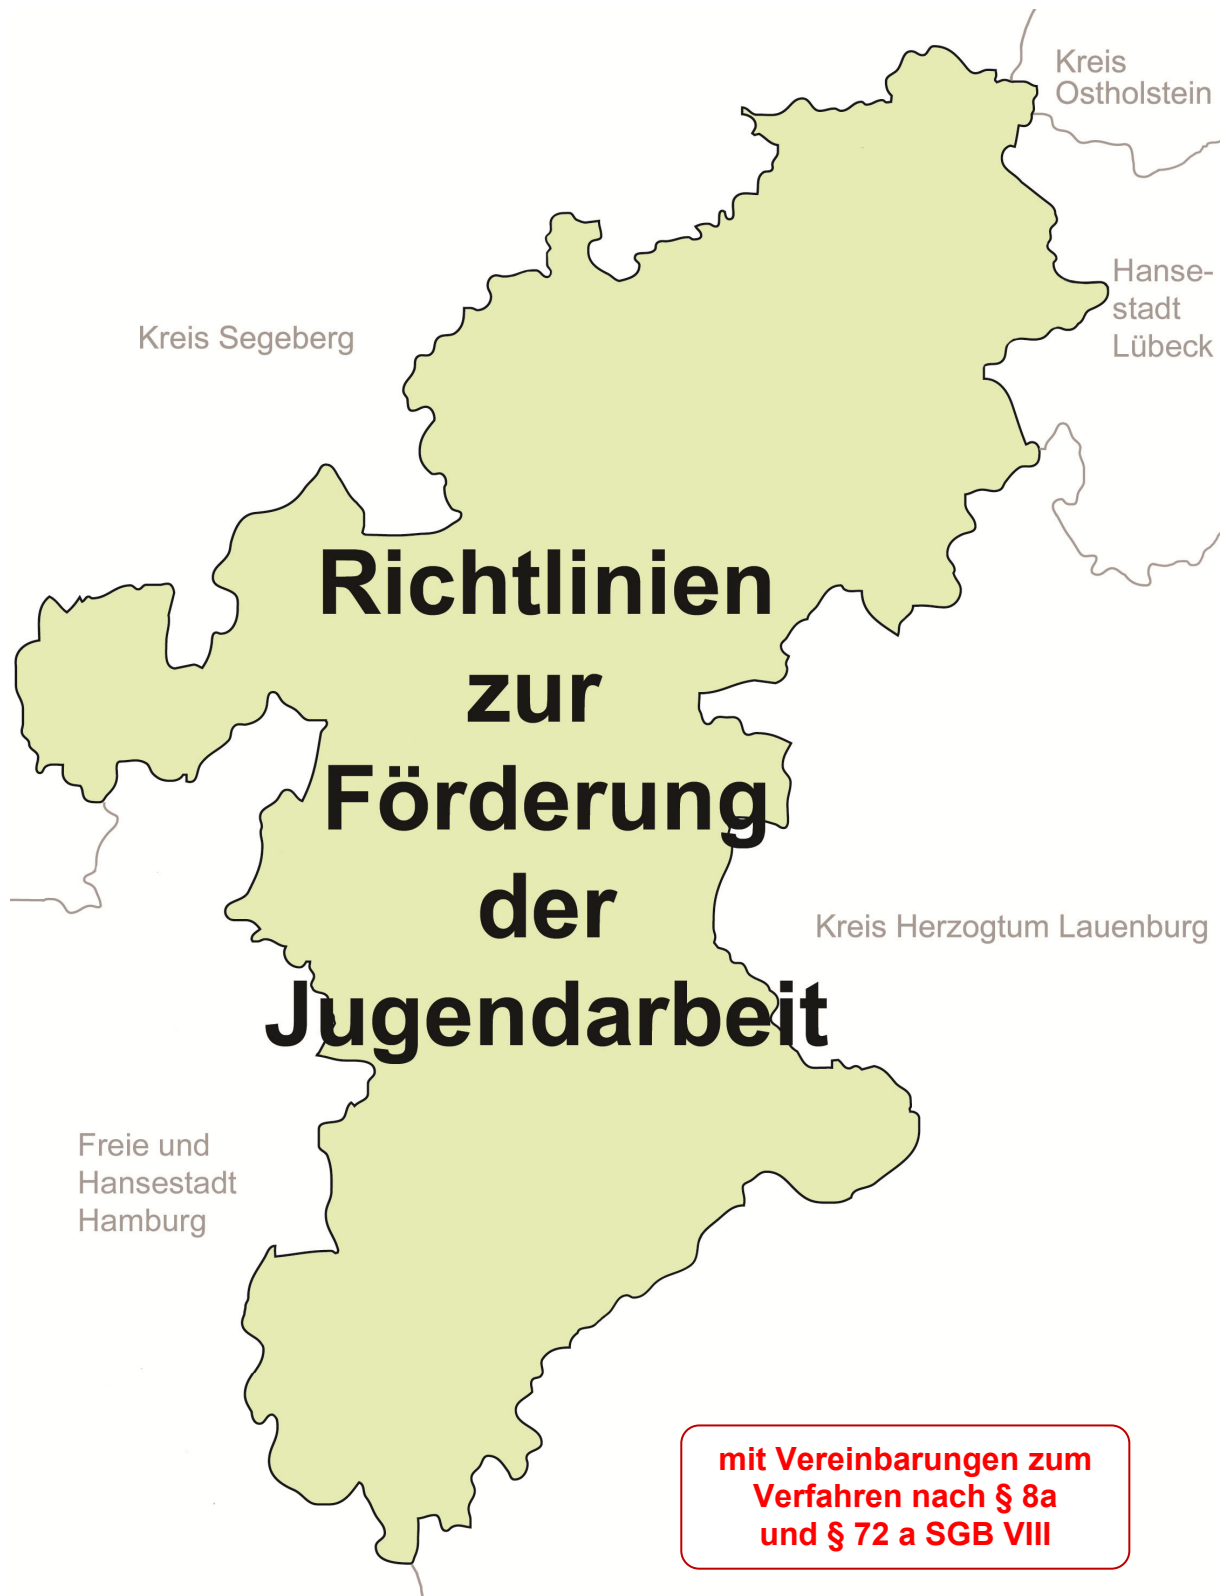 Kreis
Ostholstein
Hanse-
stadt
Lübeck
Kreis Segeberg
Richtlinien
zur
Förderung
der
Jugendarbeit
Kreis Herzogtum Lauenburg
Freie und
Hansestadt
Hamburg
mit Vereinbarungen zum
Verfahren nach § 8a
und § 72 a SGB VIII